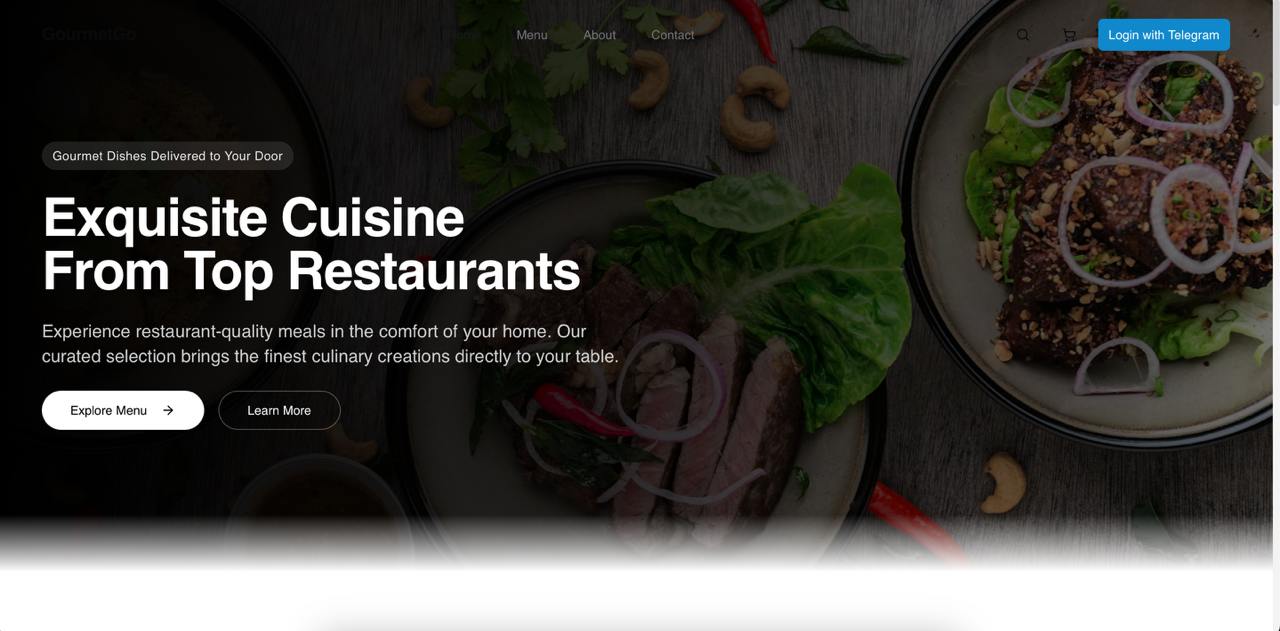 GourmetGo
Home Menu About Contact
Login with Telegram
Gourmet Dishes Delivered to Your Door
Exquisite Cuisine
From Top Restaurants
Experience restaurant-quality meals in the comfort of your home. Our
curated selection brings the finest culinary creations directly to your table.
Explore Menu
Learn More